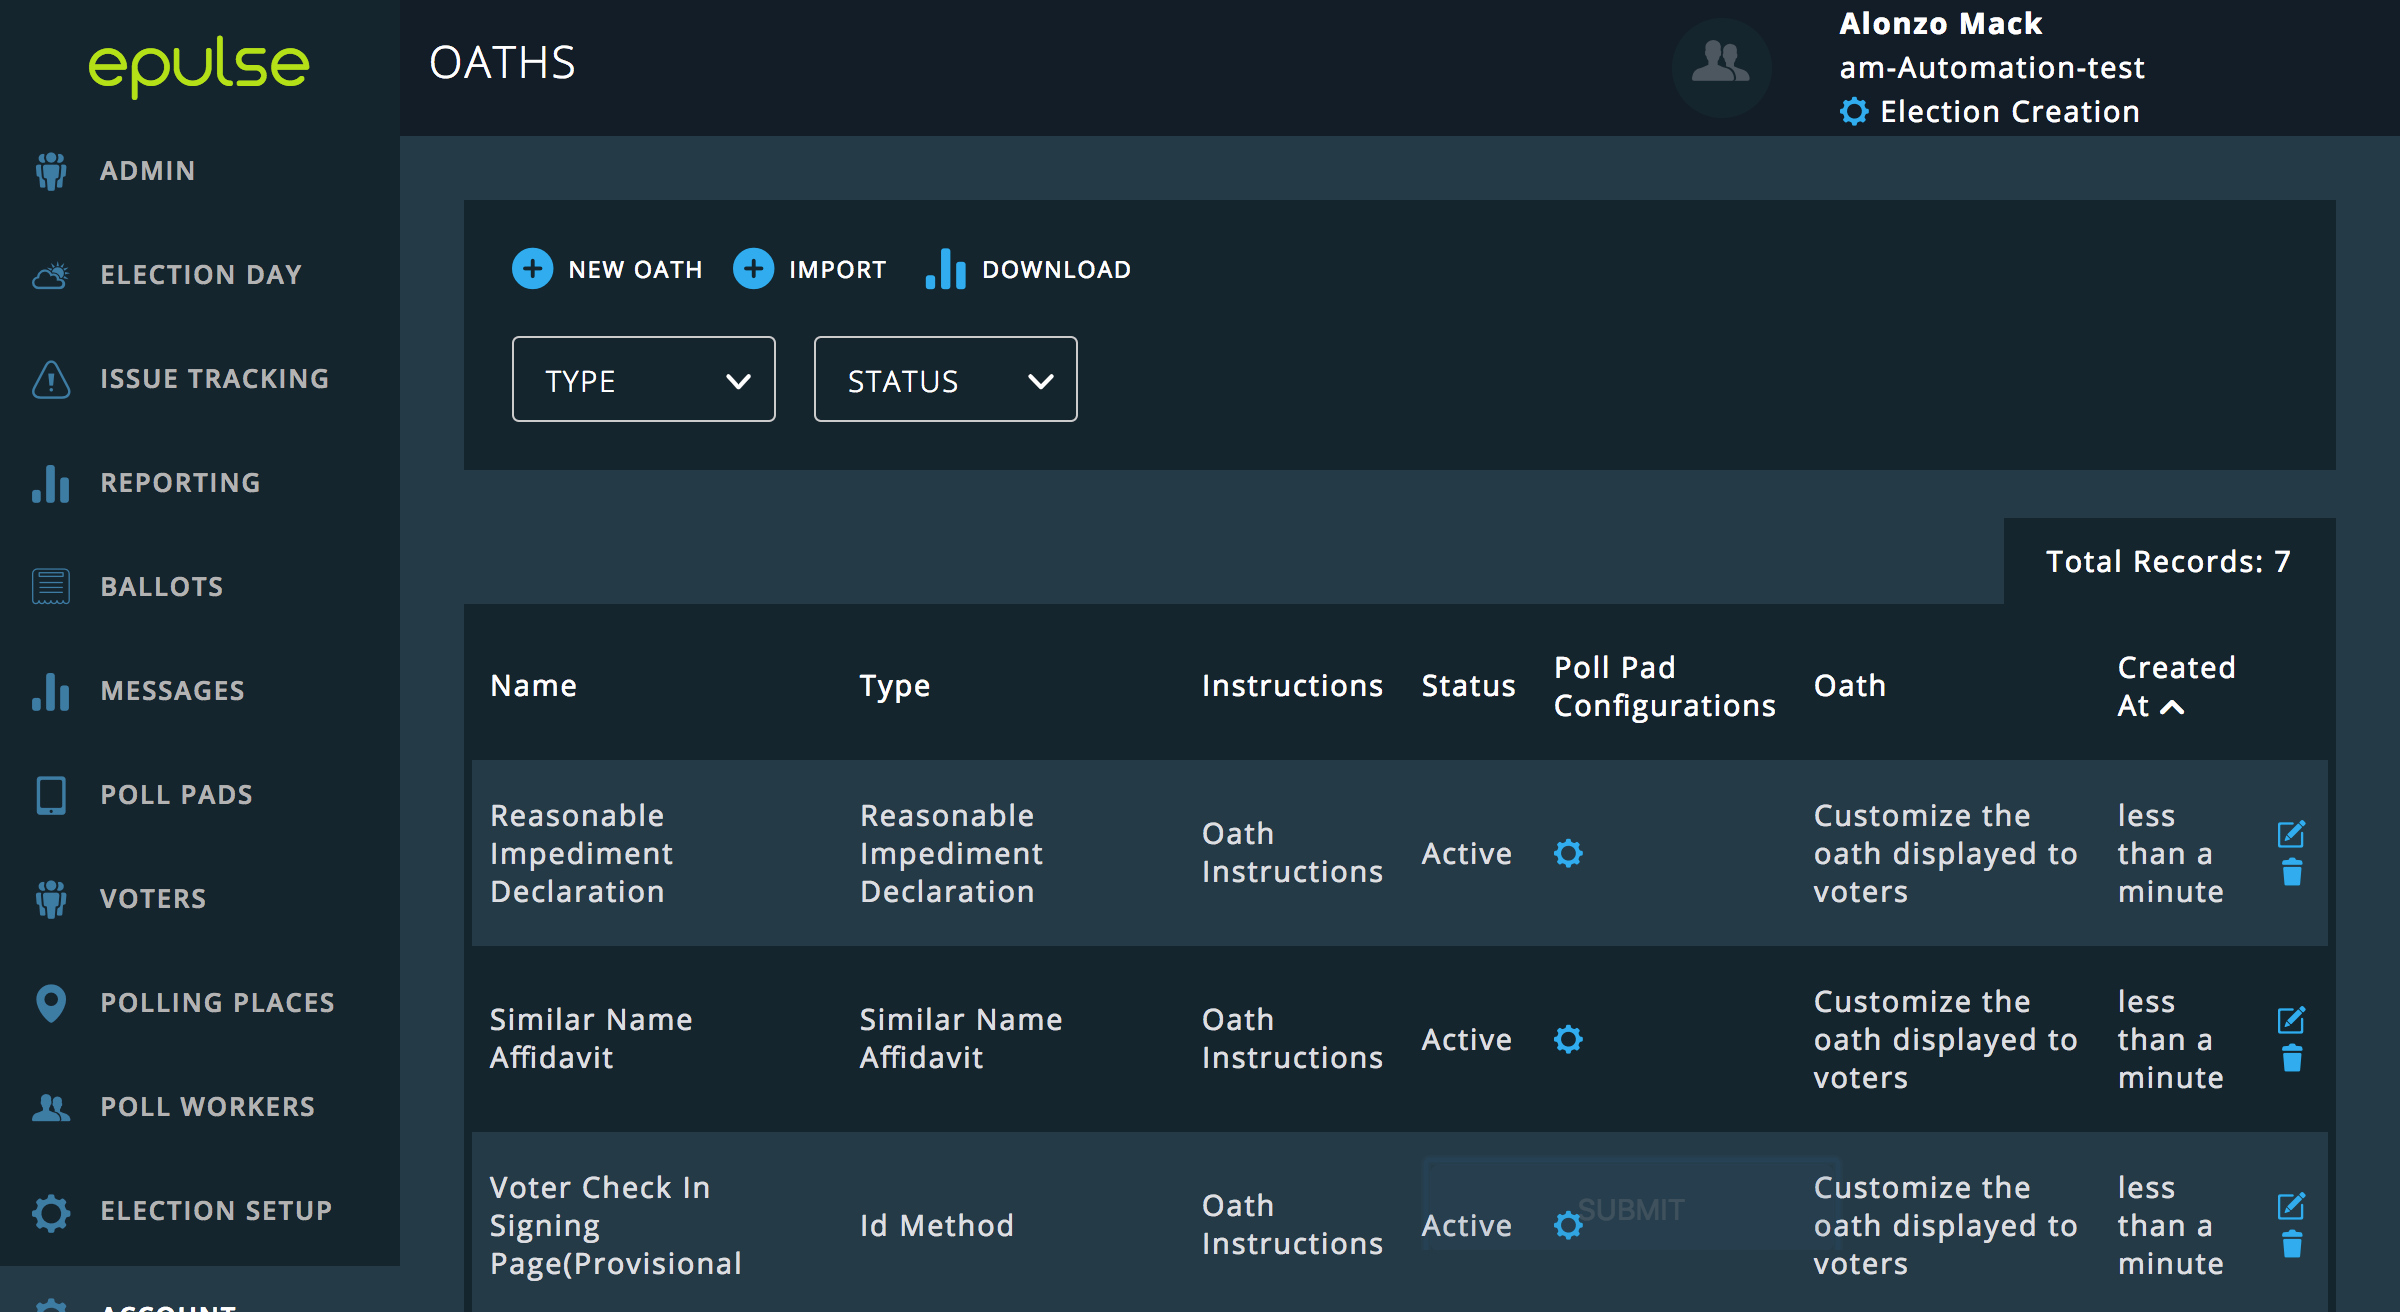 epulse
OATHS
Alonzo Mack
am-Automation-test
Election Creation
ADMIN
ELECTION DAY
ISSUE TRACKING
REPORTING
BALLOTS
MESSAGES
POLL PADS
VOTERS
POLLING PLACES
POLL WORKERS
ELECTION SETUP
ACCOUNT
NEW OATH
IMPORT
DOWNLOAD
TYPE
STATUS
Total Records: 7
Name
Type
Instructions
Status
Poll Pad
Configurations
Oath
Created
At
Reasonable
Impediment
Declaration
Reasonable
Impediment
Declaration
Oath
Instructions
Active
Customize the
oath displayed to
voters
less
than a
minute
Similar Name
Affidavit
Similar Name
Affidavit
Oath
Instructions
Active
Customize the
oath displayed to
voters
less
than a
minute
Voter Check In
Signing
Page(Provisional
Id Method
Oath
Instructions
Active
SUBMIT
Customize the
oath displayed to
voters
less
than a
minute